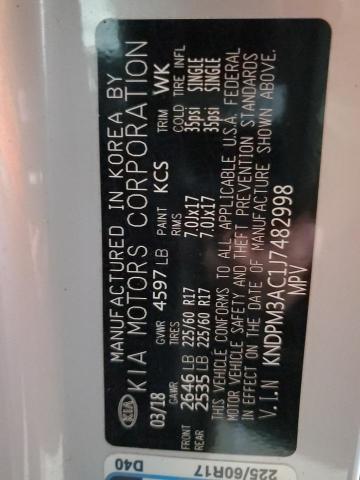 MANUFACTURED IN KOREA BY
KIA KIA MOTORS CORPORATION
03/18 GVWR 4597 LB PAINT KCS TRIM WK
GAWR TIRES RIMS COLD TIRE INFL
FRONT 2646 LB 225/60 R17 7.0Jx17 35psi SINGLE
REAR 2535 LB 225/60 R17 7.0Jx17 35psi SINGLE
THIS VEHICLE CONFORMS TO ALL APPLICABLE U.S.A. FEDERAL
MOTOR VEHICLE SAFETY AND THEFT PREVENTION STANDARDS
IN EFFECT ON THE DATE OF MANUFACTURE SHOWN ABOVE.
V.I.N KNDPM3AC1J7482998
MPV
225/60R17
D40